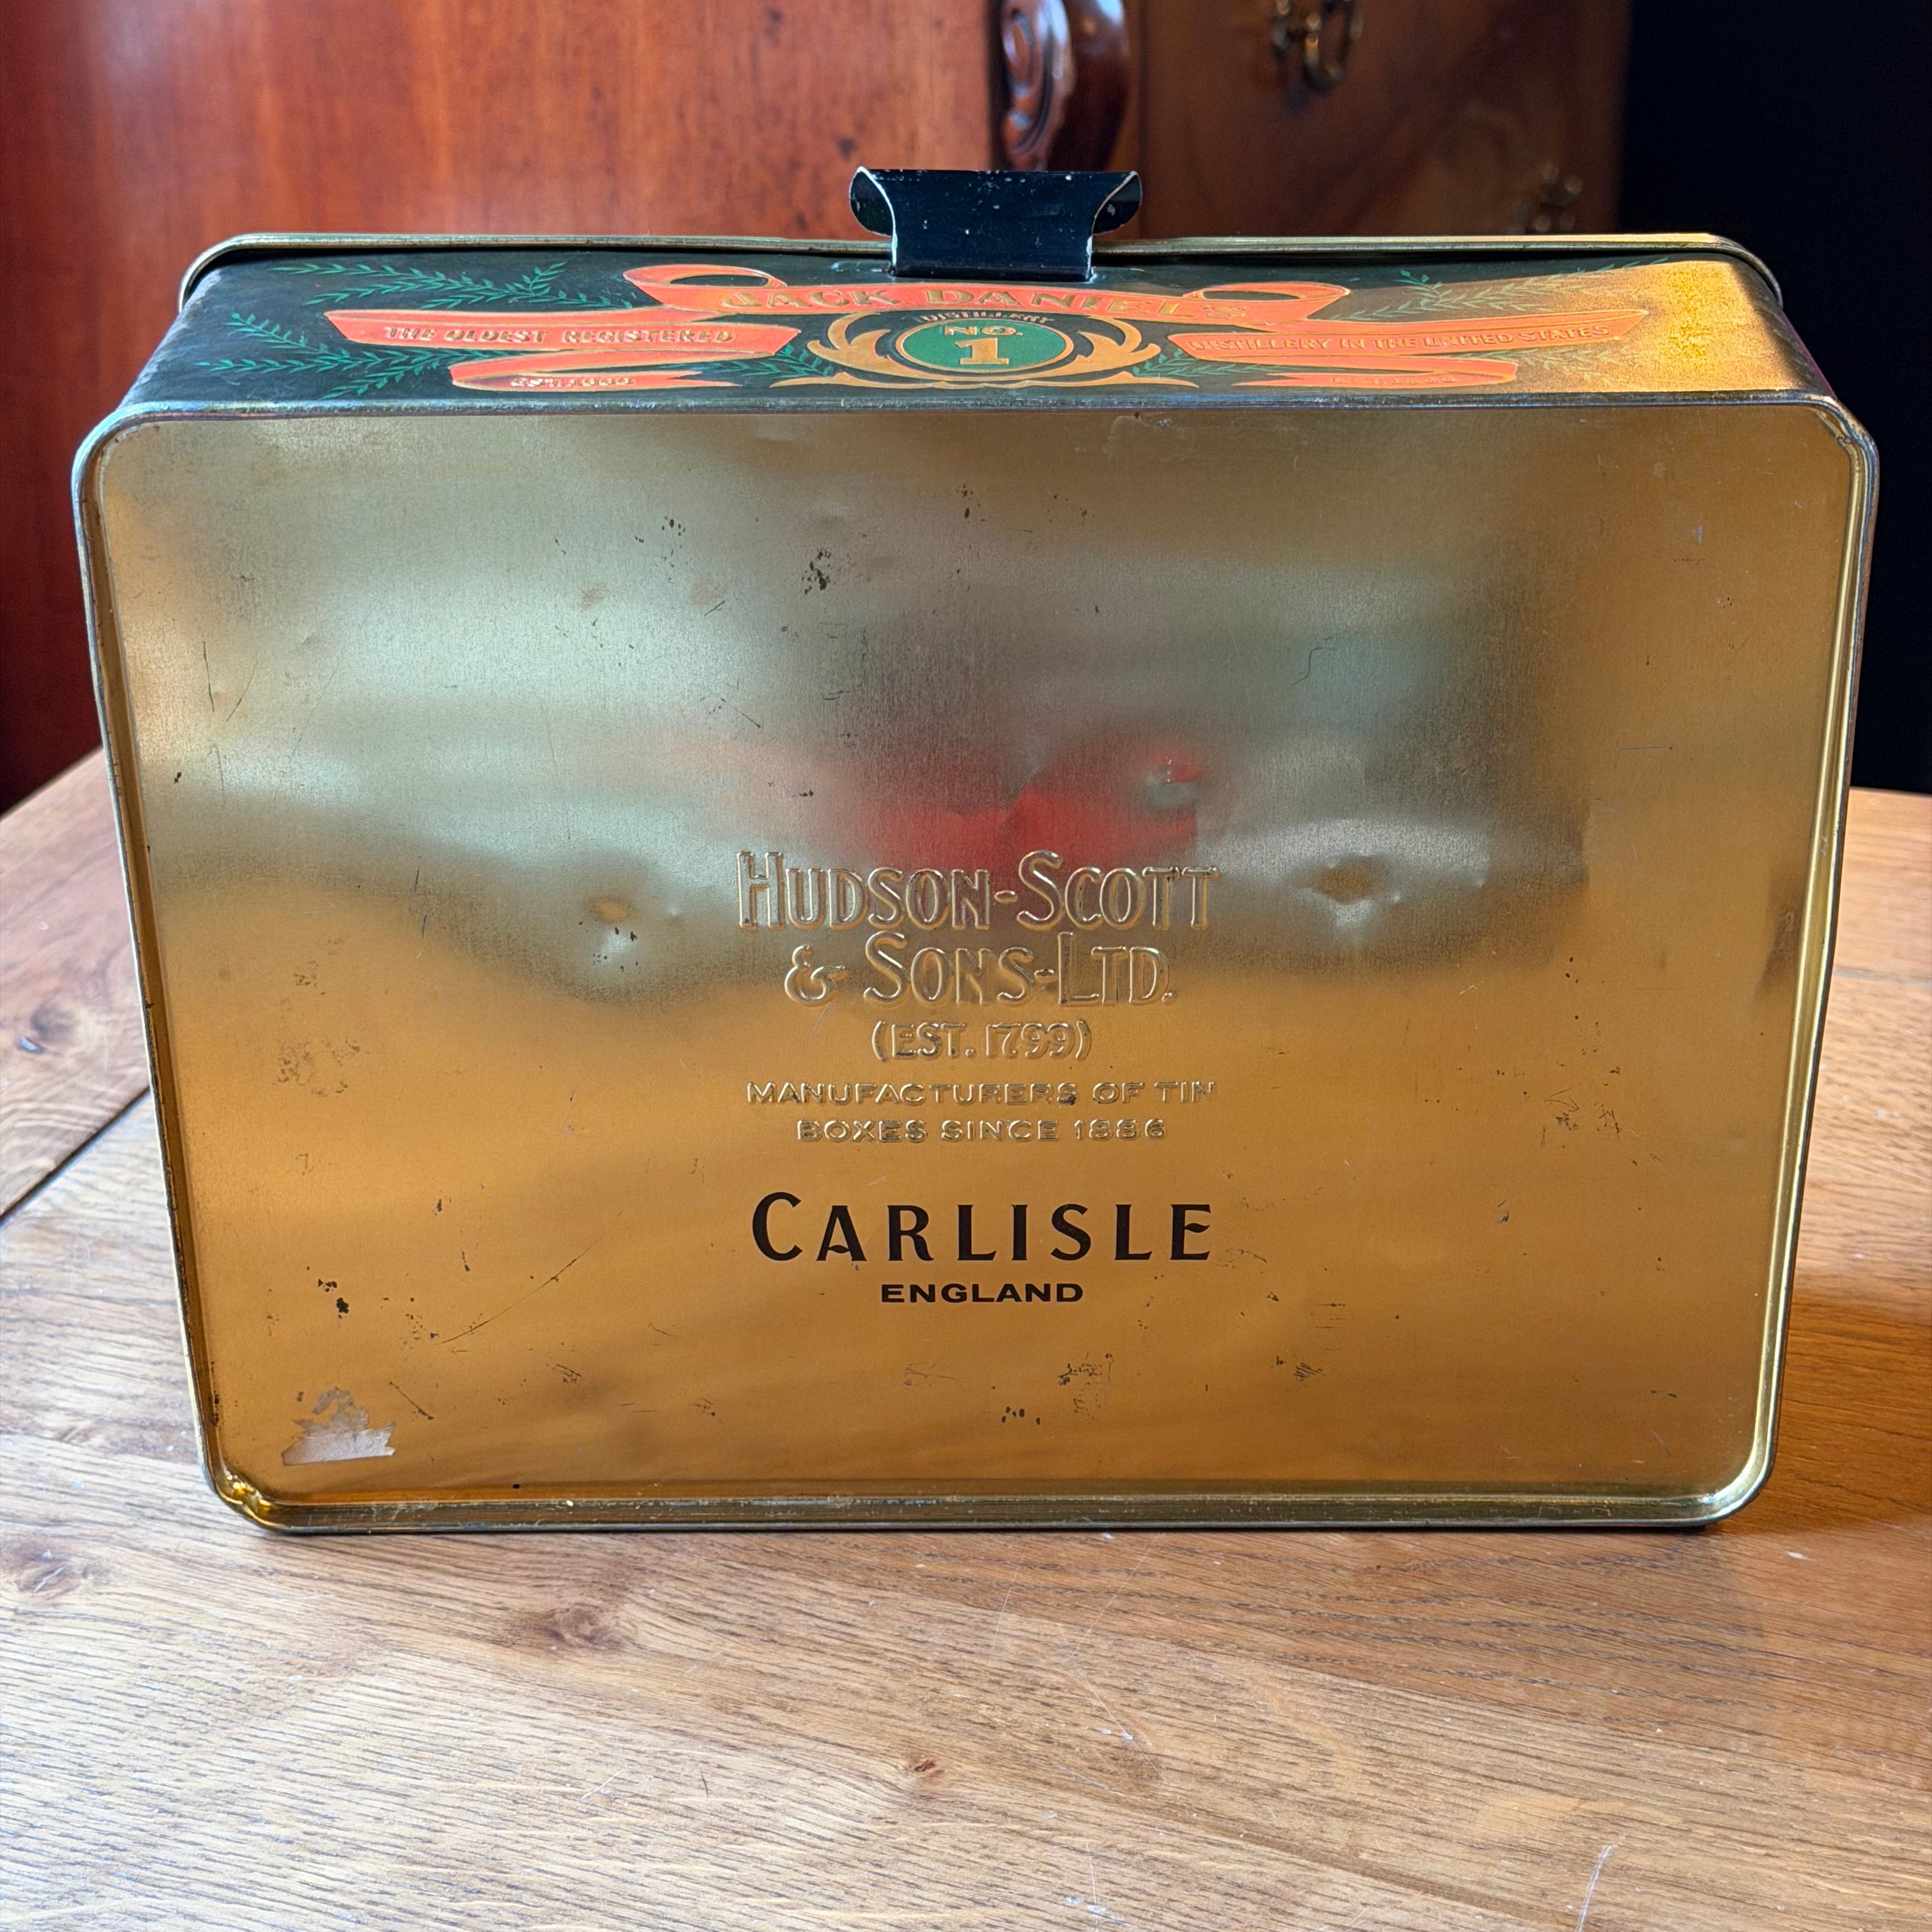 JACK DANIEL'S
THE OLDEST REGISTERED
DISTILLERY
NO.
1
DISTILLERY IN THE UNITED STATES
HUDSON-SCOTT
& SONS-LTD.
(EST. 1799)
MANUFACTURERS OF TIN
BOXES SINCE 1886
CARLISLE
ENGLAND